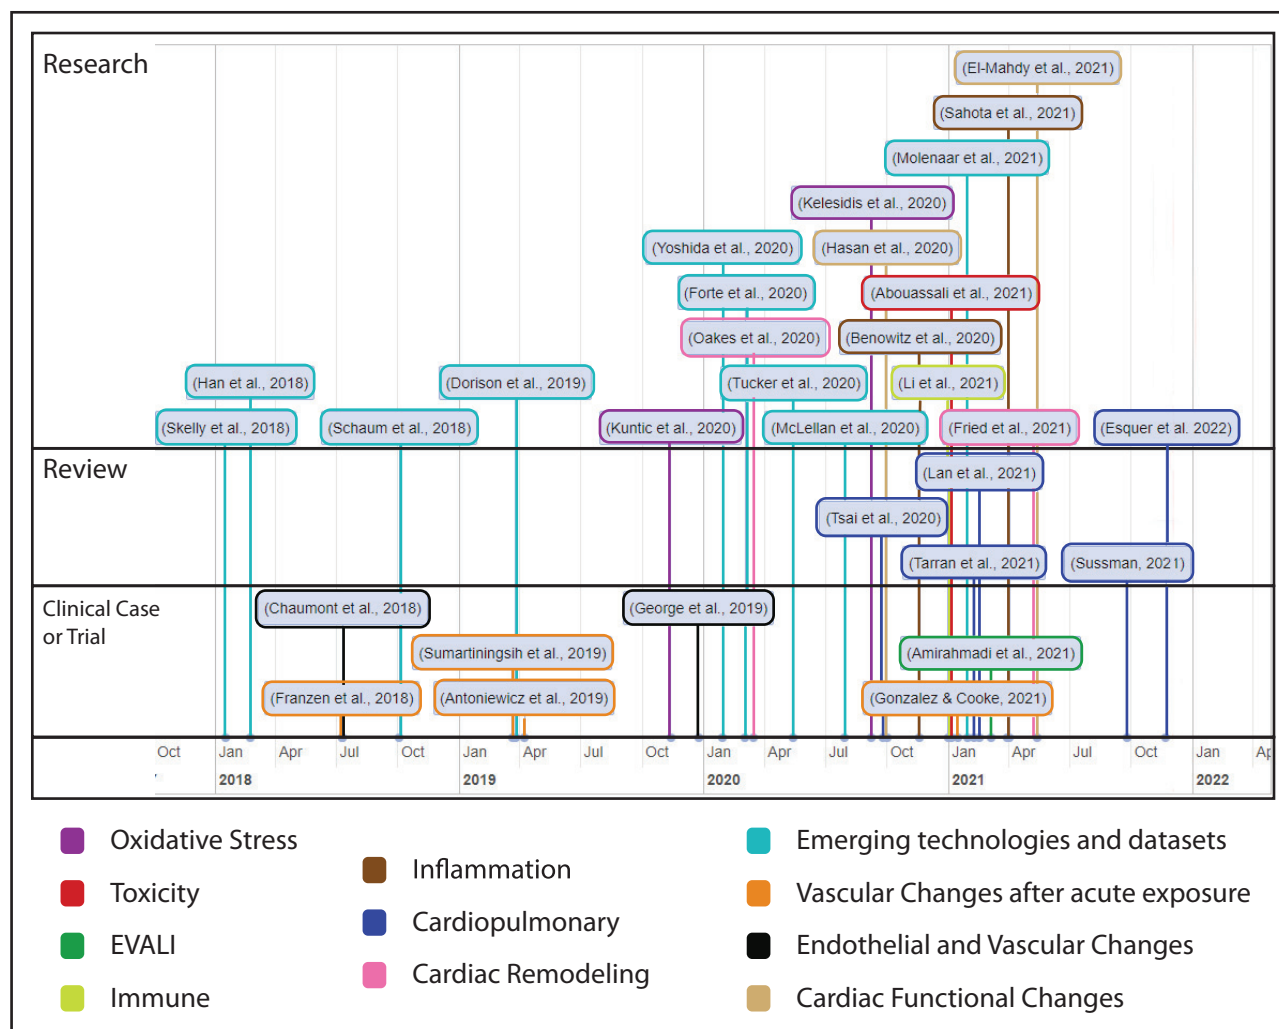 Research
(El-Mahdy et al., 2021)
(Sahota et al., 2021)
(Molenaar et al., 2021)
(Kelesidis et al., 2020)
(Yoshida et al., 2020)
(Hasan et al., 2020)
(Forte et al., 2020)
(Abouassali et al., 2021)
(Oakes et al., 2020)
(Benowitz et al., 2020)
(Han et al., 2018)
(Dorison et al., 2019)
(Tucker et al., 2020)
(Li et al., 2021)
(Skelly et al., 2018)
(Schaum et al., 2018)
(Kuntic et al., 2020)
(McLellan et al., 2020)
(Fried et al., 2021)
(Esquer et al. 2022)
Review
(Lan et al., 2021)
(Tsai et al., 2020)
(Tarran et al., 2021)
(Sussman, 2021)
Clinical Case
or Trial
(Chaumont et al., 2018)
(George et al., 2019)
(Sumartiningsih et al., 2019)
(Amirahmadi et al., 2021)
(Franzen et al., 2018)
(Antoniewicz et al., 2019)
(Gonzalez & Cooke, 2021)
Oct Jan Apr Jul Oct Jan Apr Jul Oct Jan Apr Jul Oct Jan Apr Jul Oct Jan
2018 2019 2020 2021 2022
Oxidative Stress
Toxicity
EVALI
Immune
Inflammation
Cardiopulmonary
Cardiac Remodeling
Emerging technologies and datasets
Vascular Changes after acute exposure
Endothelial and Vascular Changes
Cardiac Functional Changes